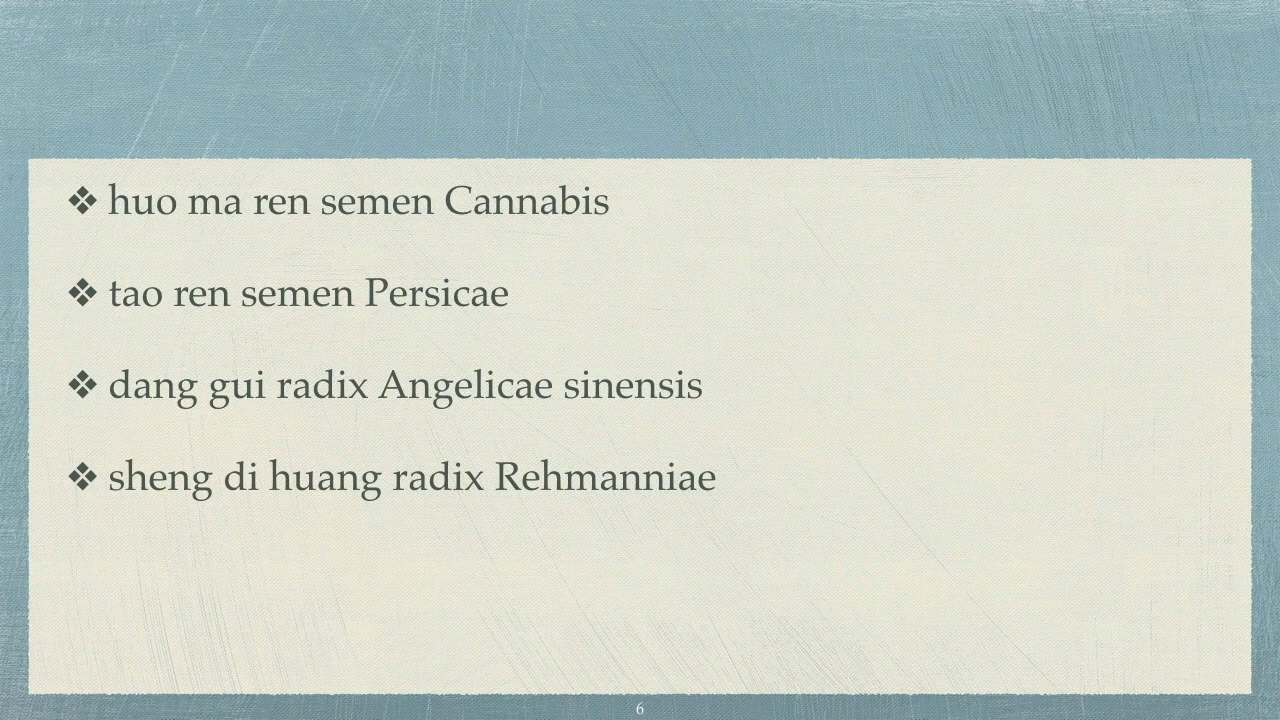 ❖ huo ma ren semen Cannabis
❖ tao ren semen Persicae
❖ dang gui radix Angelicae sinensis
❖ sheng di huang radix Rehmanniae
6